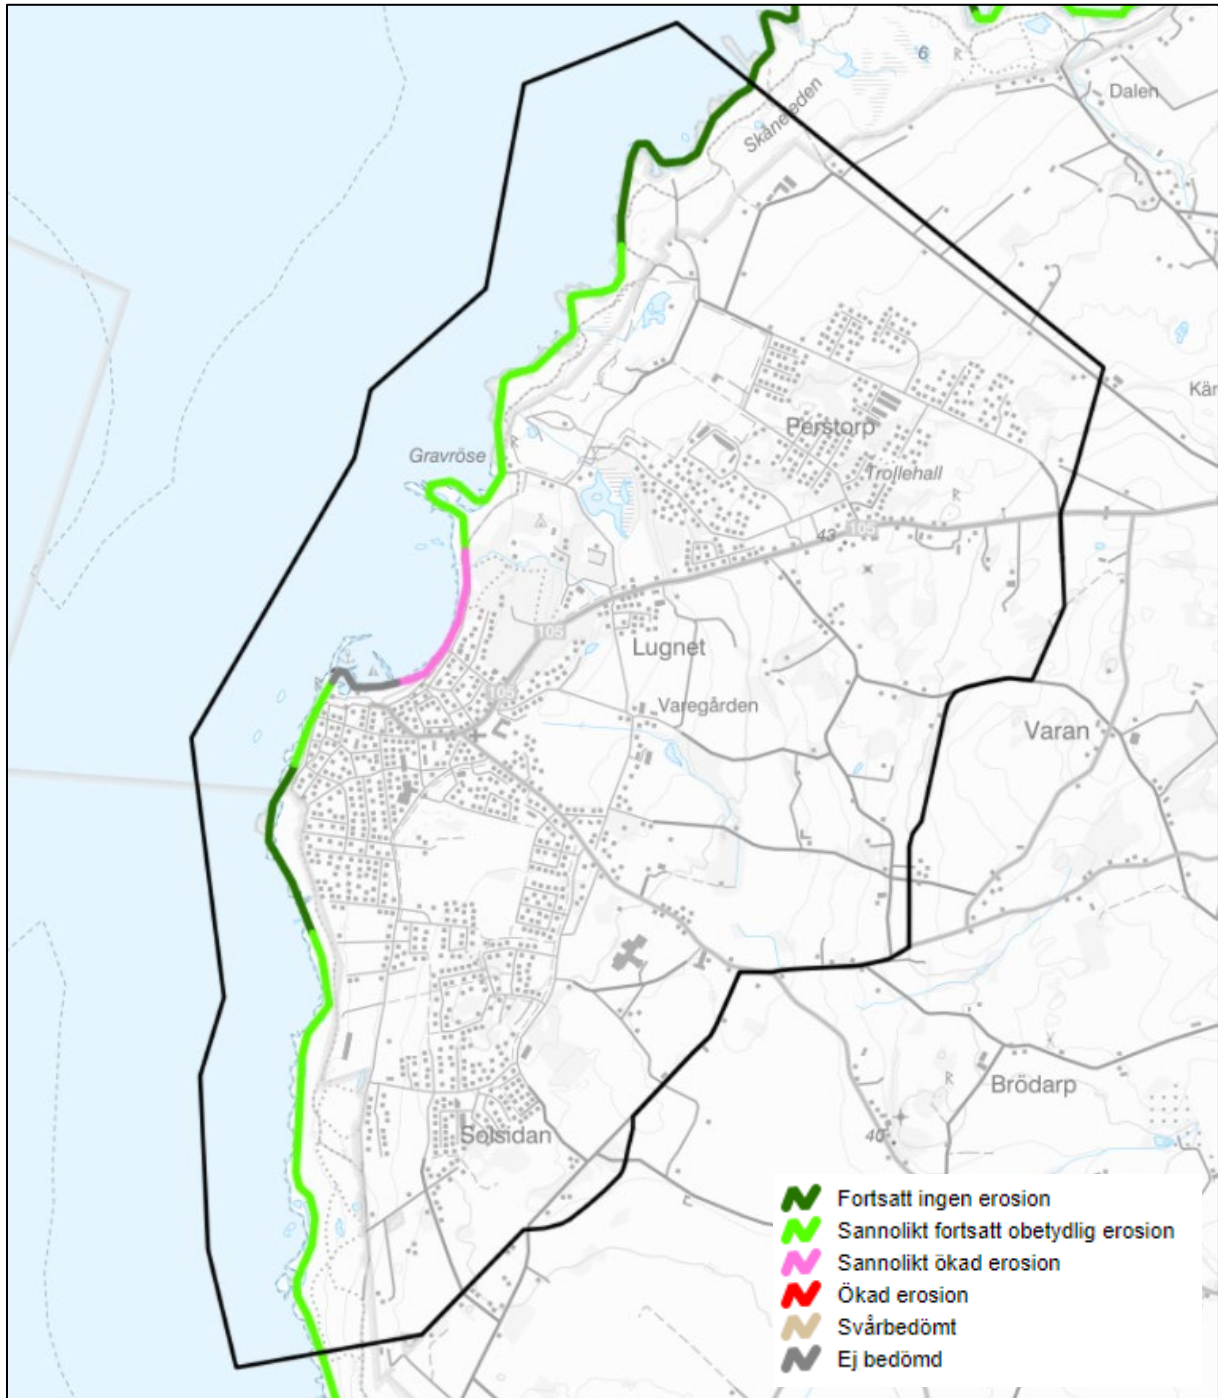 6
Dalen
Skåneleden
Kär
Perstorp
Gravröse
Trollehall
43
105
105
Lugnet
105
Varegården
Varan
Brödarp
Solsidan
40
Fortsatt ingen erosion
Sannolikt fortsatt obetydlig erosion
Sannolikt ökad erosion
Ökad erosion
Svårbedömt
Ej bedömd